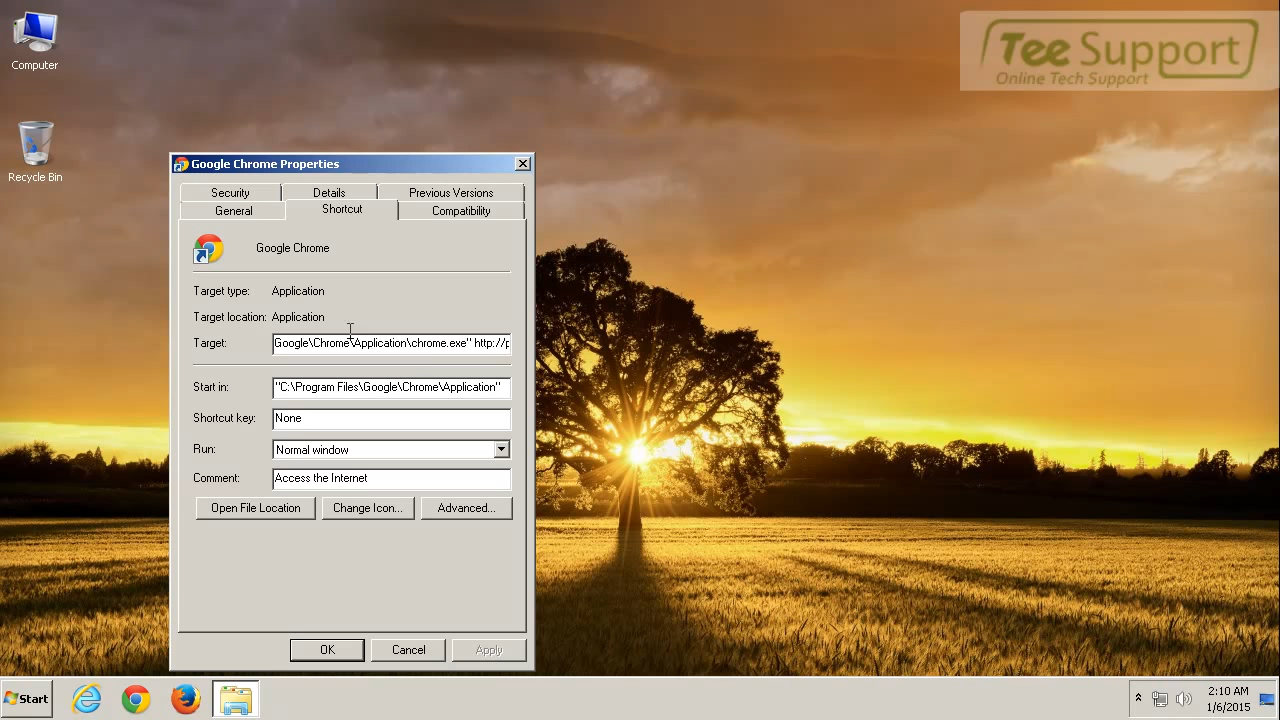 Computer
Recycle Bin
Tee Support
Online Tech Support
Google Chrome Properties
Security Details Previous Versions
General Shortcut Compatibility
Google Chrome
Target type: Application
Target location: Application
Target: Google\Chrome\Application\chrome.exe" http://p
Start in: "C:\Program Files\Google\Chrome\Application"
Shortcut key: None
Run: Normal window
Comment: Access the Internet
Open File Location Change Icon... Advanced...
OK Cancel Apply
Start
2:10 AM
1/6/2015